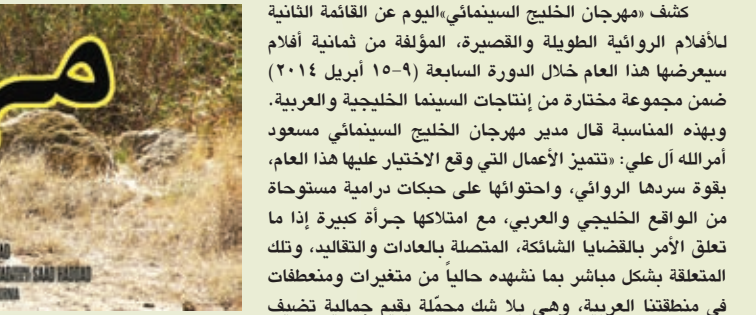 كشف «مهرجان الخليج السينمائي»اليوم عن القائمة الثانية
للأفلام الروائية الطويلة والقصيرة، المؤلفة من ثمانية أفلام
سيعرضها هذا العام خلال الدورة السابعة (٩-١٥ أبريل ٢٠١٤)
ضمن مجموعة مختارة من إنتاجات السينما الخليجية والعربية.
وبهذه المناسبة قال مدير مهرجان الخليج السينمائي مسعود
أمرالله آل علي: «تتميز الأعمال التي وقع الاختيار عليها هذا العام،
بقوة سردها الروائي، واحتوائها على حبكات درامية مستوحاة
من الواقع الخليجي والعربي، مع امتلاكها جرأة كبيرة إذا ما
تعلق الأمر بالقضايا الشائكة، المتصلة بالعادات والتقاليد، وتلك
المتعلقة بشكل مباشر بما نشهده حالياً من متغيرات ومنعطفات
في منطقتنا العربية، وهي بلا شك محمّلة بقيم جمالية تضيف
SAAD HADDAD